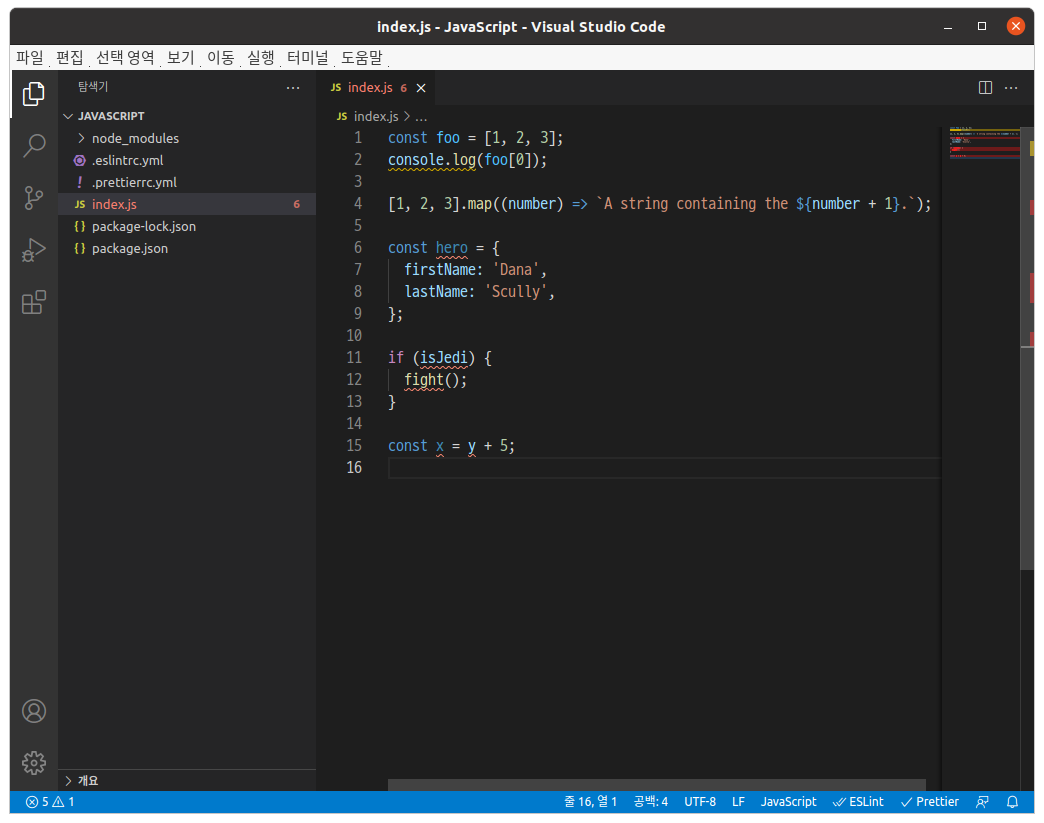 index.js - JavaScript - Visual Studio Code
파일 편집 선택 영역 보기 이동 실행 터미널 도움말
탐색기 ...
JS index.js 6
JAVASCRIPT
node_modules
.eslintrc.yml
! .prettierrc.yml
JS index.js 6
{} package-lock.json
{} package.json
개요
JS index.js > ...
1 const foo = [1, 2, 3];
2 console.log(foo[0]);
3
4 [1, 2, 3].map((number) => `A string containing the ${number + 1}.`);
5
6 const hero = {
7 firstName: 'Dana',
8 lastName: 'Scully',
9 };
10
11 if (isJedi) {
12 fight();
13 }
14
15 const x = y + 5;
16
5 1 줄 16, 열 1 공백: 4 UTF-8 LF JavaScript ESLint Prettier